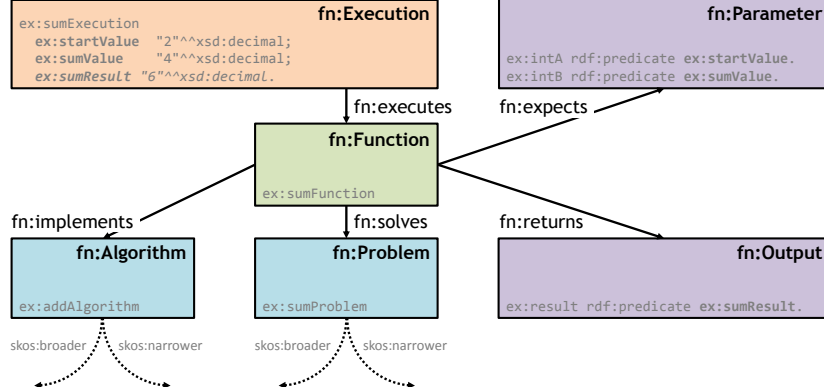 fn:Execution
ex:sumExecution
ex:startValue "2"^^xsd:decimal;
ex:sumValue "4"^^xsd:decimal;
ex:sumResult "6"^^xsd:decimal.
fn:Parameter
ex:intA rdf:predicate ex:startValue.
ex:intB rdf:predicate ex:sumValue.
fn:executes
fn:expects
fn:Function
ex:sumFunction
fn:implements
fn:solves
fn:returns
fn:Algorithm
ex:addAlgorithm
fn:Problem
ex:sumProblem
fn:Output
ex:result rdf:predicate ex:sumResult.
skos:broader
skos:narrower
skos:broader
skos:narrower